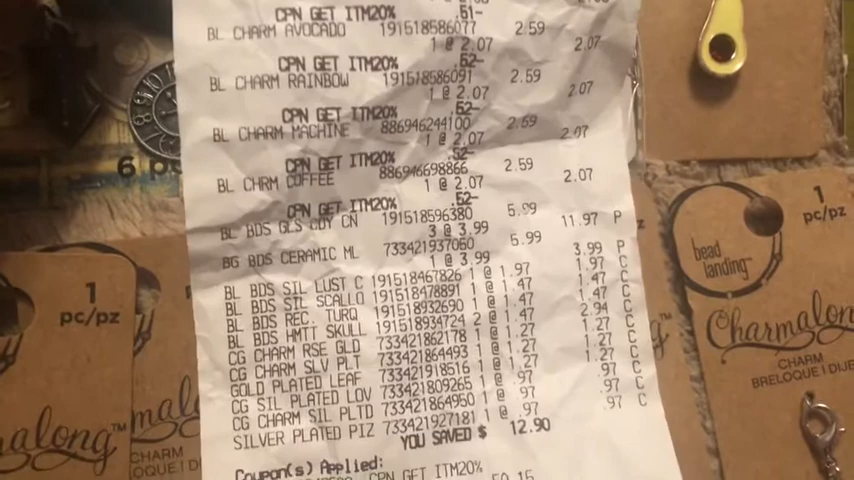 CPN GET ITM20% .51-
BL CHARM AVOCADO 191518586077 2.59
1 @ 2.07 2.07
CPN GET ITM20% .52-
BL CHARM RAINBOW 191518586091 2.59
1 @ 2.07 2.07
CPN GET ITM20% .52-
BL CHARM MACHINE 886946244100 2.59
1 @ 2.07 2.07
CPN GET ITM20% .52-
BL CHRM COFFEE 886946698866 2.59
1 @ 2.07 2.07
CPN GET ITM20% .52-
BL BDS GLS CUY CN 191518596380 5.99
3 @ 3.99 11.97 P
BG BDS CERAMIC ML 733421937060 5.99
1 @ 3.99 3.99 P
BL BDS SIL LUST C 191518467826 1 @ 1.97 1.97 C
BL BDS SIL SCALLO 191518478891 1 @ 1.47 1.47 C
BL BDS REC. TURQ 191518932690 1 @ 1.47 1.47 C
BL BDS HMTT SKULL 191518934724 2 @ 1.47 2.94 C
CG CHARM RSE GLD 733421862178 1 @ 1.27 1.27 C
CG CHARM SLV PLT 733421864493 1 @ 1.27 1.27 C
GOLD PLATED LEAF 733421918516 1 @ 1.27 1.27 C
CG SIL PLATED LOV 733421809265 1 @ .97 .97 C
CG CHARM SIL PLTD 733421864950 1 @ .97 .97 C
SILVER PLATED PIZ 733421927181 1 @ .97 .97 C
YOU SAVED $ 12.90
Coupon(s) Applied:
CPN GET ITM20%
6
1
pc/pz
along™
malong
CHARM
1
pc/pz
bead
landing™
Charmalong
CHARM
BRELOQUE | DIJE